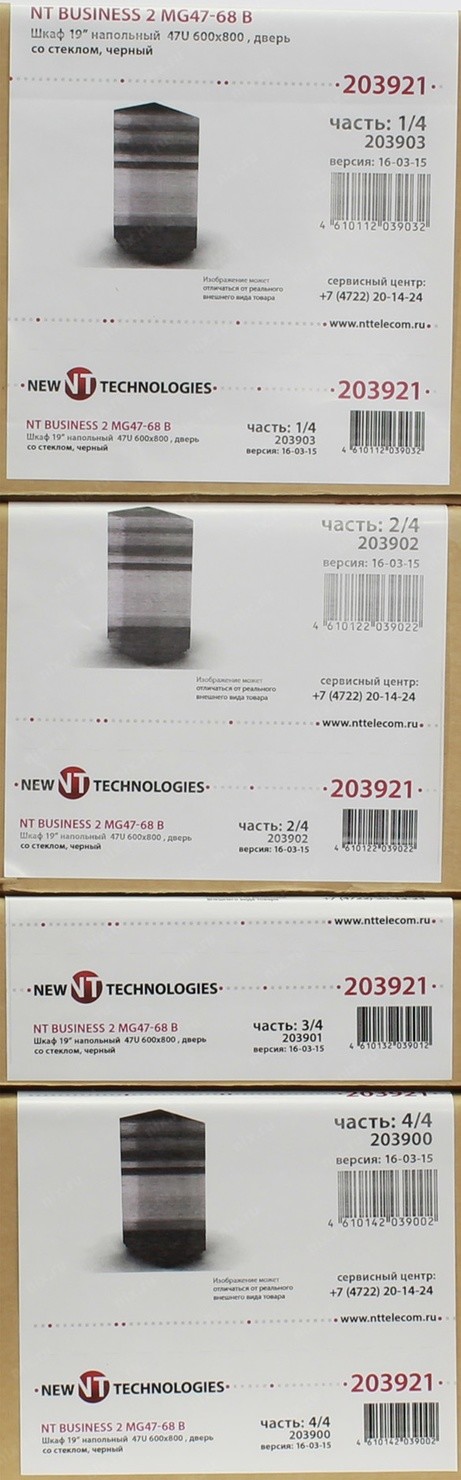 NT BUSINESS 2 MG47-68 B
Шкаф 19” напольный 47U 600x800 , дверь
со стеклом, черный
203921
часть: 1/4
203903
версия: 16-03-15
4 610112 039032
Изображение может
отличаться от реального
внешнего вида товара
сервисный центр:
+7 (4722) 20-14-24
www.nttelecom.ru
NEW NT TECHNOLOGIES
203921
NT BUSINESS 2 MG47-68 B
Шкаф 19” напольный 47U 600x800 , дверь
со стеклом, черный
часть: 1/4
203903
версия: 16-03-15
4 610112 039032
часть: 2/4
203902
версия: 16-03-15
4 610122 039022
Изображение может
отличаться от реального
внешнего вида товара
сервисный центр:
+7 (4722) 20-14-24
www.nttelecom.ru
NEW NT TECHNOLOGIES
203921
NT BUSINESS 2 MG47-68 B
Шкаф 19” напольный 47U 600x800 , дверь
со стеклом, черный
часть: 2/4
203902
версия: 16-03-15
4 610122 039022
www.nttelecom.ru
NEW NT TECHNOLOGIES
203921
NT BUSINESS 2 MG47-68 B
Шкаф 19” напольный 47U 600x800 , дверь
со стеклом, черный
часть: 3/4
203901
версия: 16-03-15
4 610132 039012
часть: 4/4
203900
версия: 16-03-15
4 610142 039002
Изображение может
отличаться от реального
внешнего вида товара
сервисный центр:
+7 (4722) 20-14-24
www.nttelecom.ru
NEW NT TECHNOLOGIES
203921
NT BUSINESS 2 MG47-68 B
Шкаф 19” напольный 47U 600x800 , дверь
со стеклом, черный
часть: 4/4
203900
версия: 16-03-15
4 610142 039002